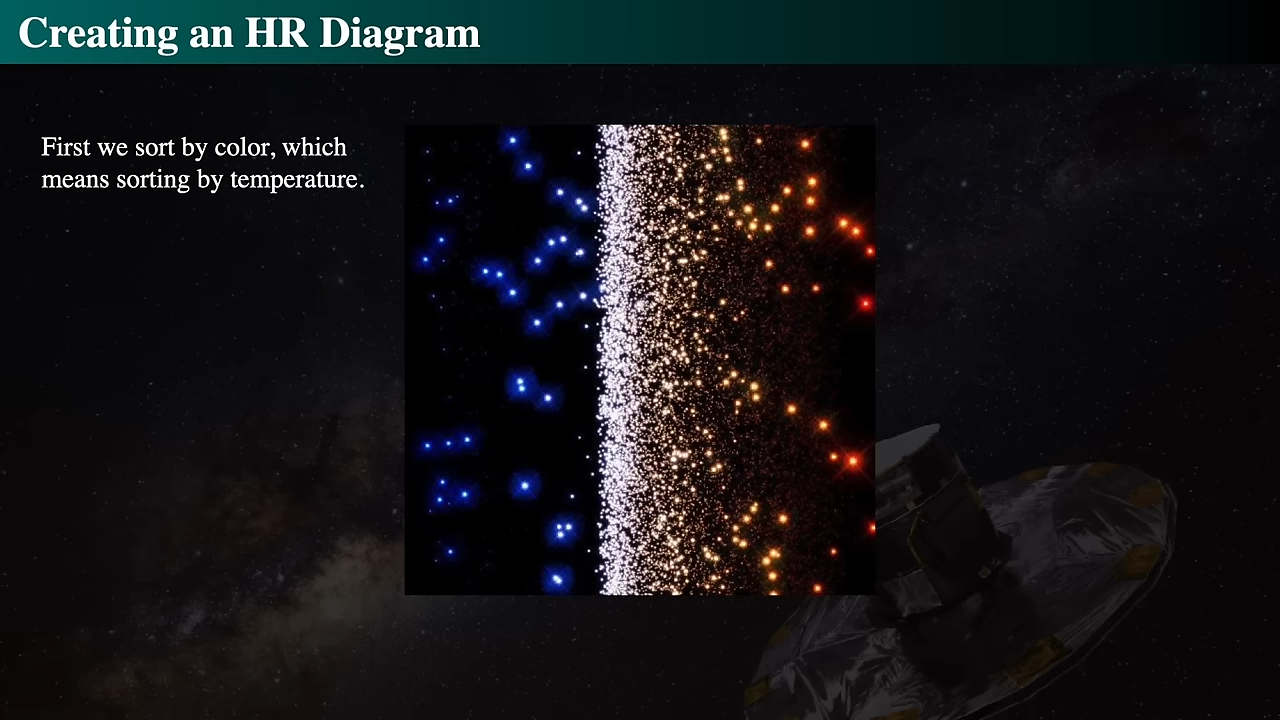 Creating an HR Diagram
First we sort by color, which
means sorting by temperature.